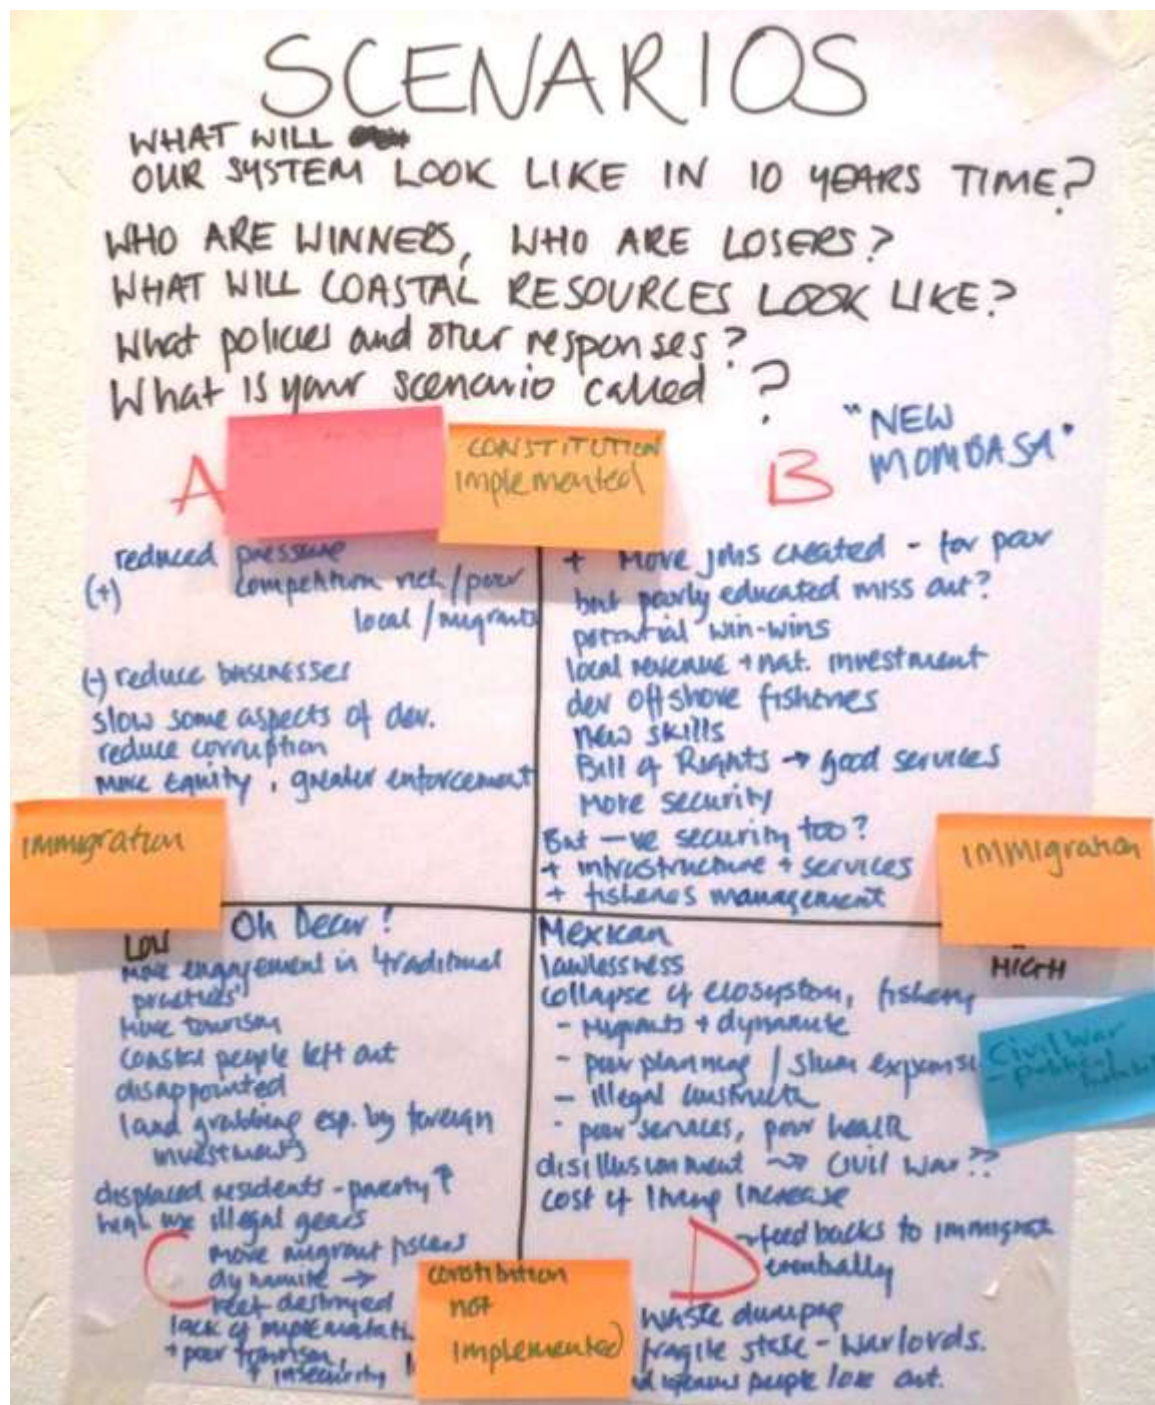 SCENARIOS
WHAT WILL
OUR SYSTEM LOOK LIKE IN 10 YEARS TIME?
WHO ARE WINNERS, WHO ARE LOSERS?
WHAT WILL COASTAL RESOURCES LOOK LIKE?
What policies and other responses?
What is your scenario called ?
A
CONSTITUTION
implemented
B
"NEW
MOMBASA"
reduced pressure
(+) competition rich/poor
local/migrants
(-) reduce businesses
slow some aspects of dev.
reduce corruption
more equity, greater enforcement
+ More jobs created - for poor
but poorly educated miss out?
potential win-wins
local revenue + nat. investment
dev offshore fisheries
new skills
Bill of Rights → good services
More security
But -ve security too?
+ infrastructure + services
+ fisheries management
immigration
immigration
LOW
HIGH
Oh Dear!
more engagement in 'traditional
practices'
More tourism
Coastal people left out
disappointed
land grabbing esp. by foreign
investments
displaced residents - poverty ↑
high use illegal gears
more migrant fishers
dynamite →
reef destroyed
lack of
+ poor tourism,
+ insecurity
C
Mexican
lawlessness
collapse of ecosystem, fishery
- Migrants + dynamite
- poor planning / slum
- illegal
- poor services, poor health
disillusionment → civil war??
cost of living increase
Civil War
- political
D
→ feedbacks to
eventually
waste dumping
fragile state - warlords.
people lose out.
constitution
not
implemented